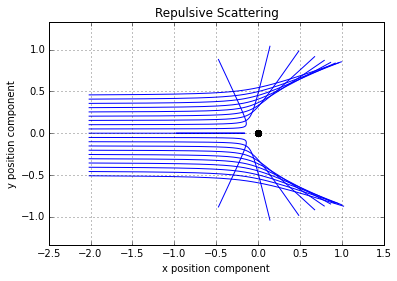 Repulsive Scattering
1.0
0.5
0.0
−0.5
−1.0
y position component
−2.5 −2.0 −1.5 −1.0 −0.5 0.0 0.5 1.0 1.5
x position component